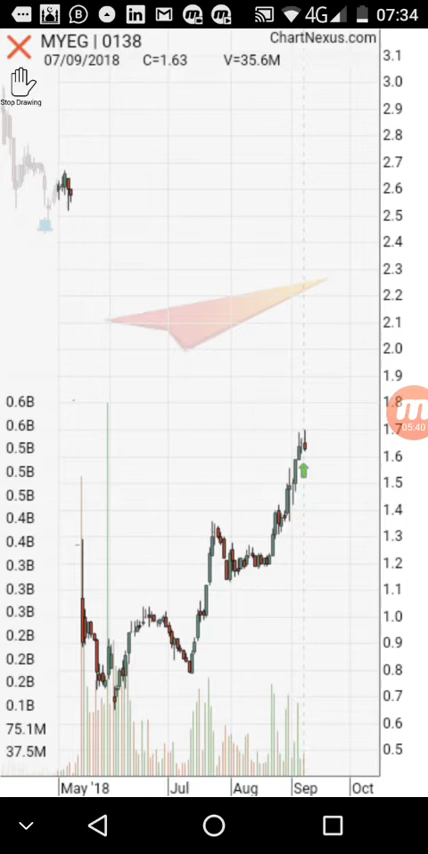 4G 07:34
MYEG | 0138
ChartNexus.com
07/09/2018 C=1.63 V=35.6M
Stop Drawing
3.1
3.0
2.9
2.8
2.7
2.6
2.5
2.4
2.3
2.2
2.1
2.0
1.9
0.6B 1.8
0.6B 1.7
05:40
0.5B 1.6
0.5B 1.5
0.5B
0.4B 1.4
0.4B 1.3
0.3B 1.2
0.3B 1.1
0.3B 1.0
0.2B 0.9
0.2B 0.8
0.2B 0.7
0.1B 0.6
75.1M
37.5M 0.5
May '18 Jul Aug Sep Oct